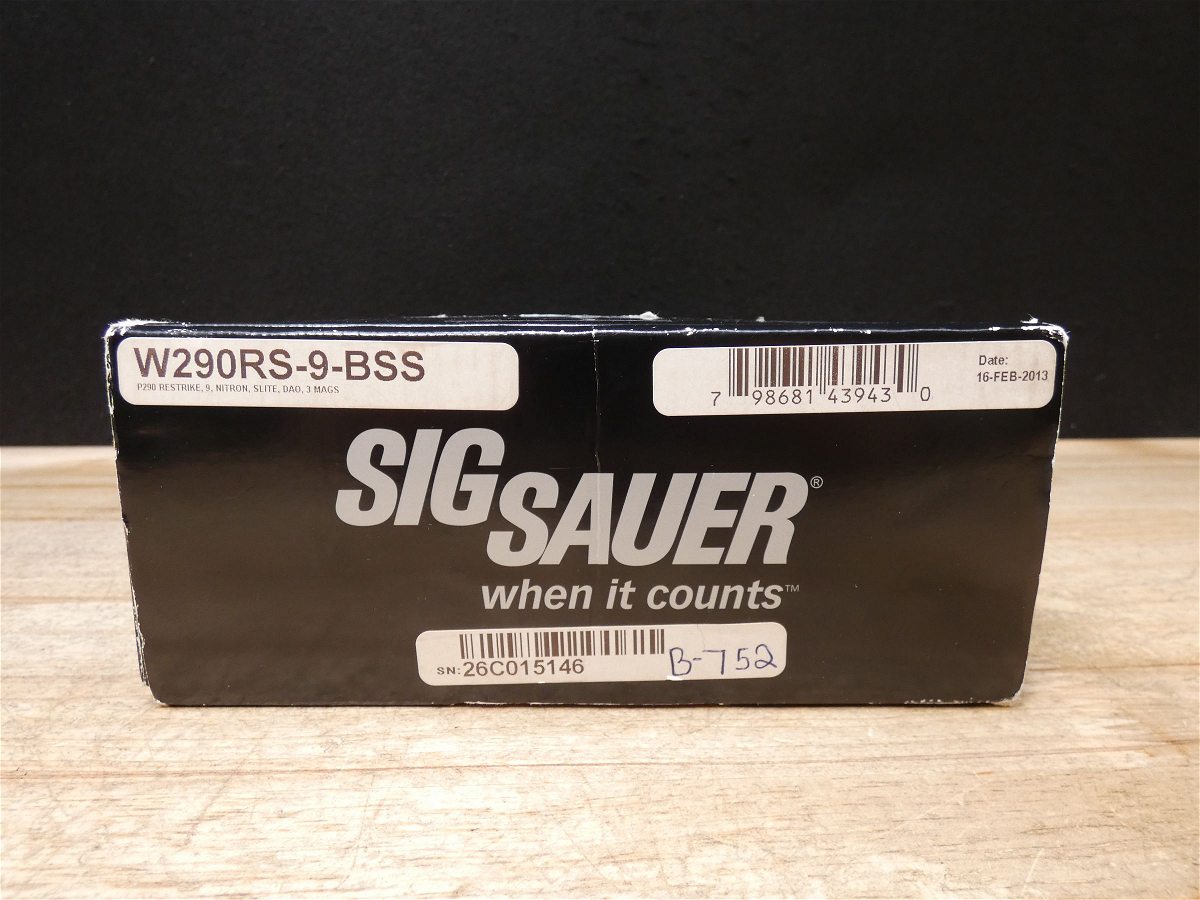 W290RS-9-BSS
P290 RESTRIKE, 9, NITRON, SLITE, DAO, 3 MAGS
7 98681 43943 0
Date:
16-FEB-2013
SIG SAUER®
when it counts™
SN:26C015146
B-752